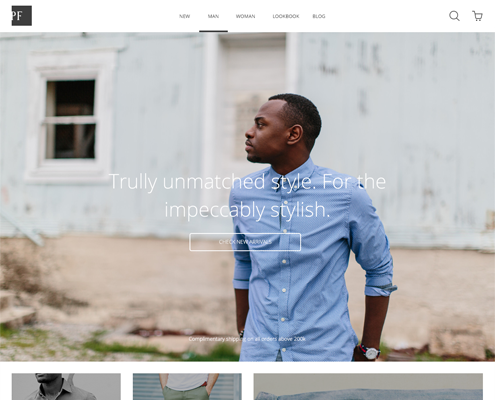 PF
NEW MAN WOMAN LOOKBOOK BLOG
Trully unmatched style. For the
impeccably stylish.
CHECK NEW ARRIVALS
Complimentary shipping on all orders above 200$